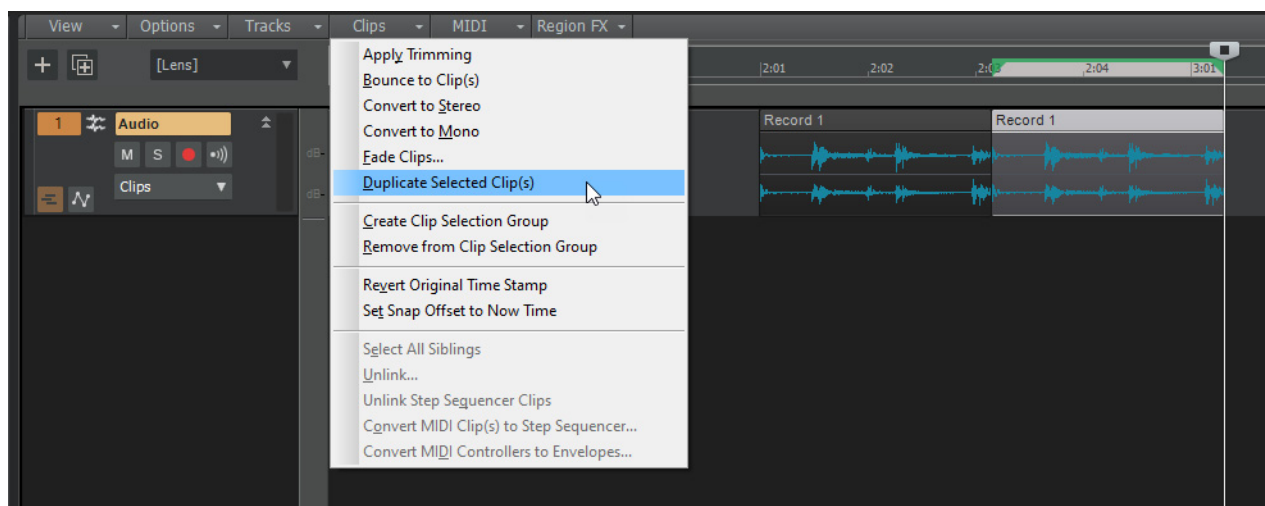 View Options Tracks Clips MIDI Region FX
[Lens]
2:01 2:02 2:04 3:01
1 Audio
M S
Clips
dB-
dB-
Record 1 Record 1
Apply Trimming
Bounce to Clip(s)
Convert to Stereo
Convert to Mono
Fade Clips...
Duplicate Selected Clip(s)
Create Clip Selection Group
Remove from Clip Selection Group
Revert Original Time Stamp
Set Snap Offset to Now Time
Select All Siblings
Unlink...
Unlink Step Sequencer Clips
Convert MIDI Clip(s) to Step Sequencer...
Convert MIDI Controllers to Envelopes...